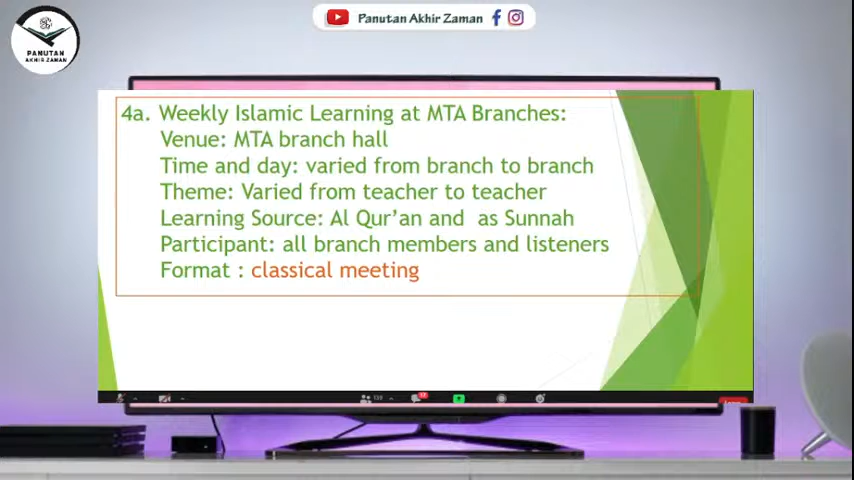 Panutan Akhir Zaman
PANUTAN
AKHIR ZAMAN
4a. Weekly Islamic Learning at MTA Branches:
Venue: MTA branch hall
Time and day: varied from branch to branch
Theme: Varied from teacher to teacher
Learning Source: Al Qur'an and as Sunnah
Participant: all branch members and listeners
Format : classical meeting